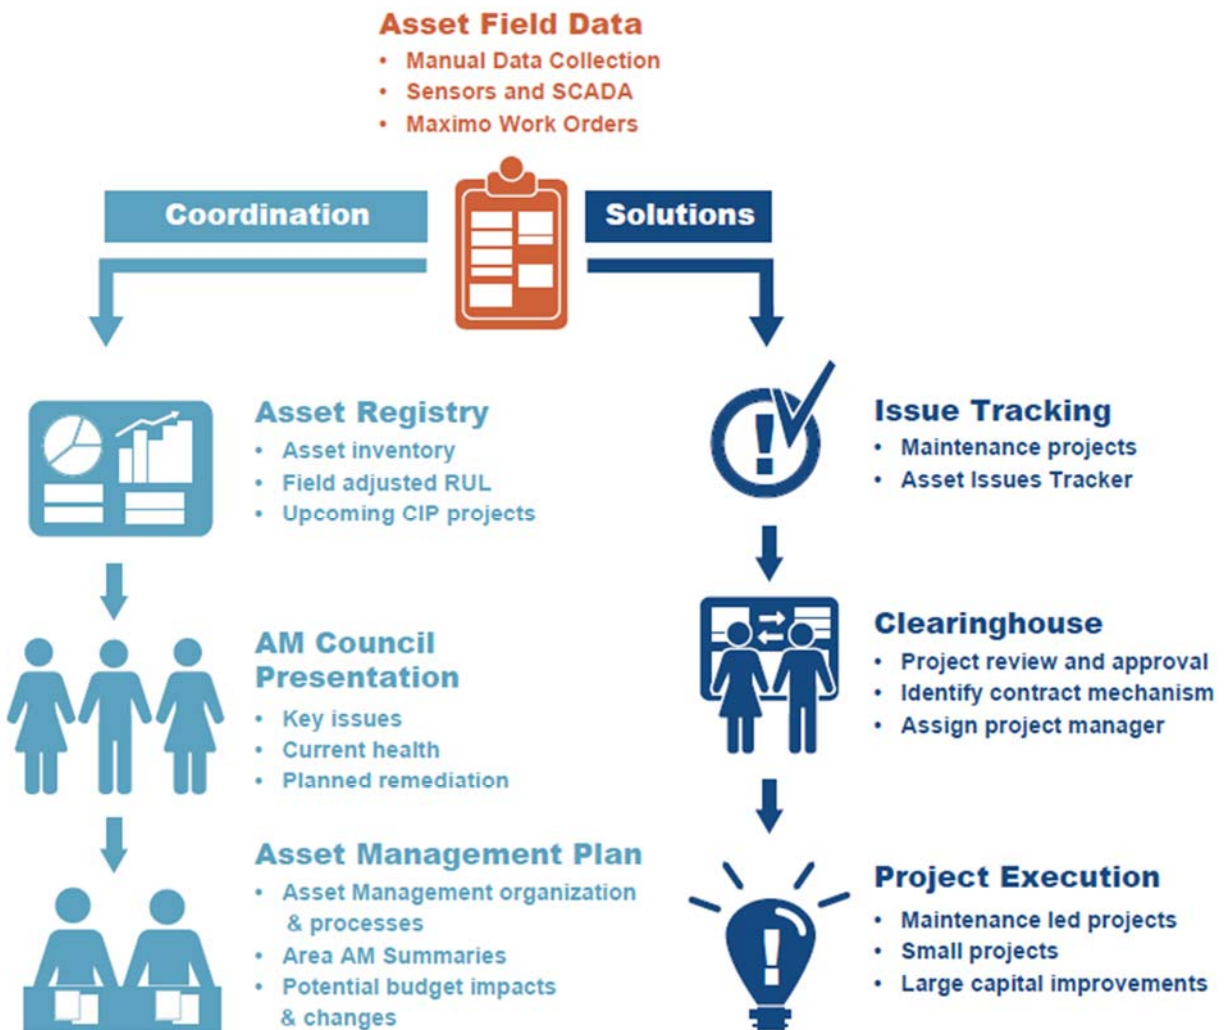 Asset Field Data
• Manual Data Collection
• Sensors and SCADA
• Maximo Work Orders
Coordination
Solutions
Asset Registry
• Asset inventory
• Field adjusted RUL
• Upcoming CIP projects
AM Council
Presentation
• Key issues
• Current health
• Planned remediation
Asset Management Plan
• Asset Management organization
& processes
• Area AM Summaries
• Potential budget impacts
& changes
Issue Tracking
• Maintenance projects
• Asset Issues Tracker
Clearinghouse
• Project review and approval
• Identify contract mechanism
• Assign project manager
Project Execution
• Maintenance led projects
• Small projects
• Large capital improvements